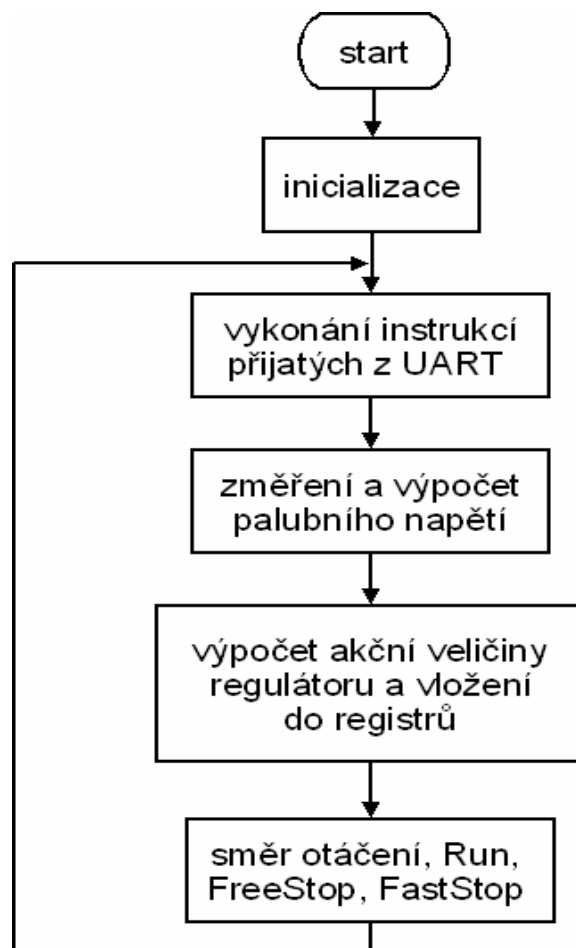 start
inicializace
vykonání instrukcí
přijatých z UART
změření a výpočet
palubního napětí
výpočet akční veličiny
regulátoru a vložení
do registrů
směr otáčení, Run,
FreeStop, FastStop